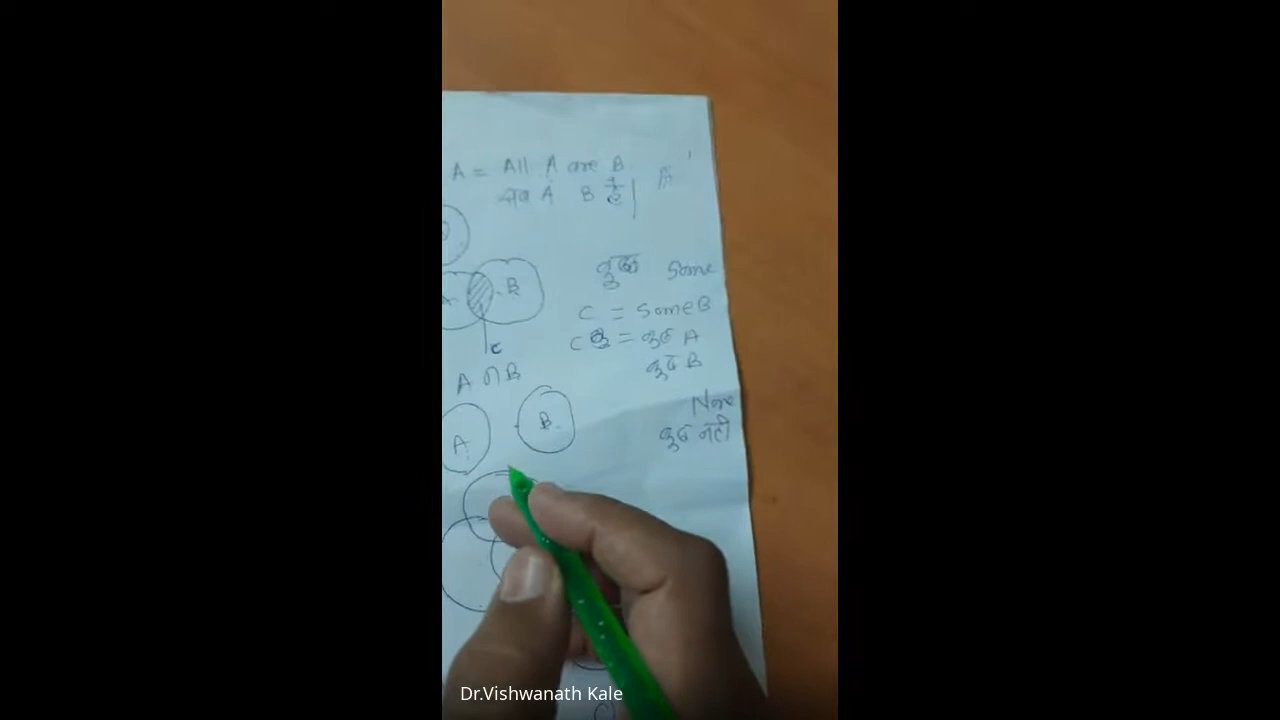 A = All A are B
सब A B है |
A B
कुछ Some
C = Some B
C = कुछ A
C
कुछ B
A ∩ B
None
A B
कुछ नही
Dr.Vishwanath Kale